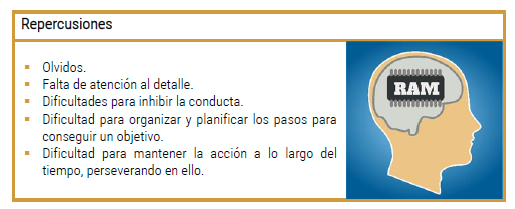 Repercusiones
▪ Olvidos.
▪ Falta de atención al detalle.
▪ Dificultades para inhibir la conducta.
▪ Dificultad para organizar y planificar los pasos para
conseguir un objetivo.
▪ Dificultad para mantener la acción a lo largo del
tiempo, perseverando en ello.
RAM